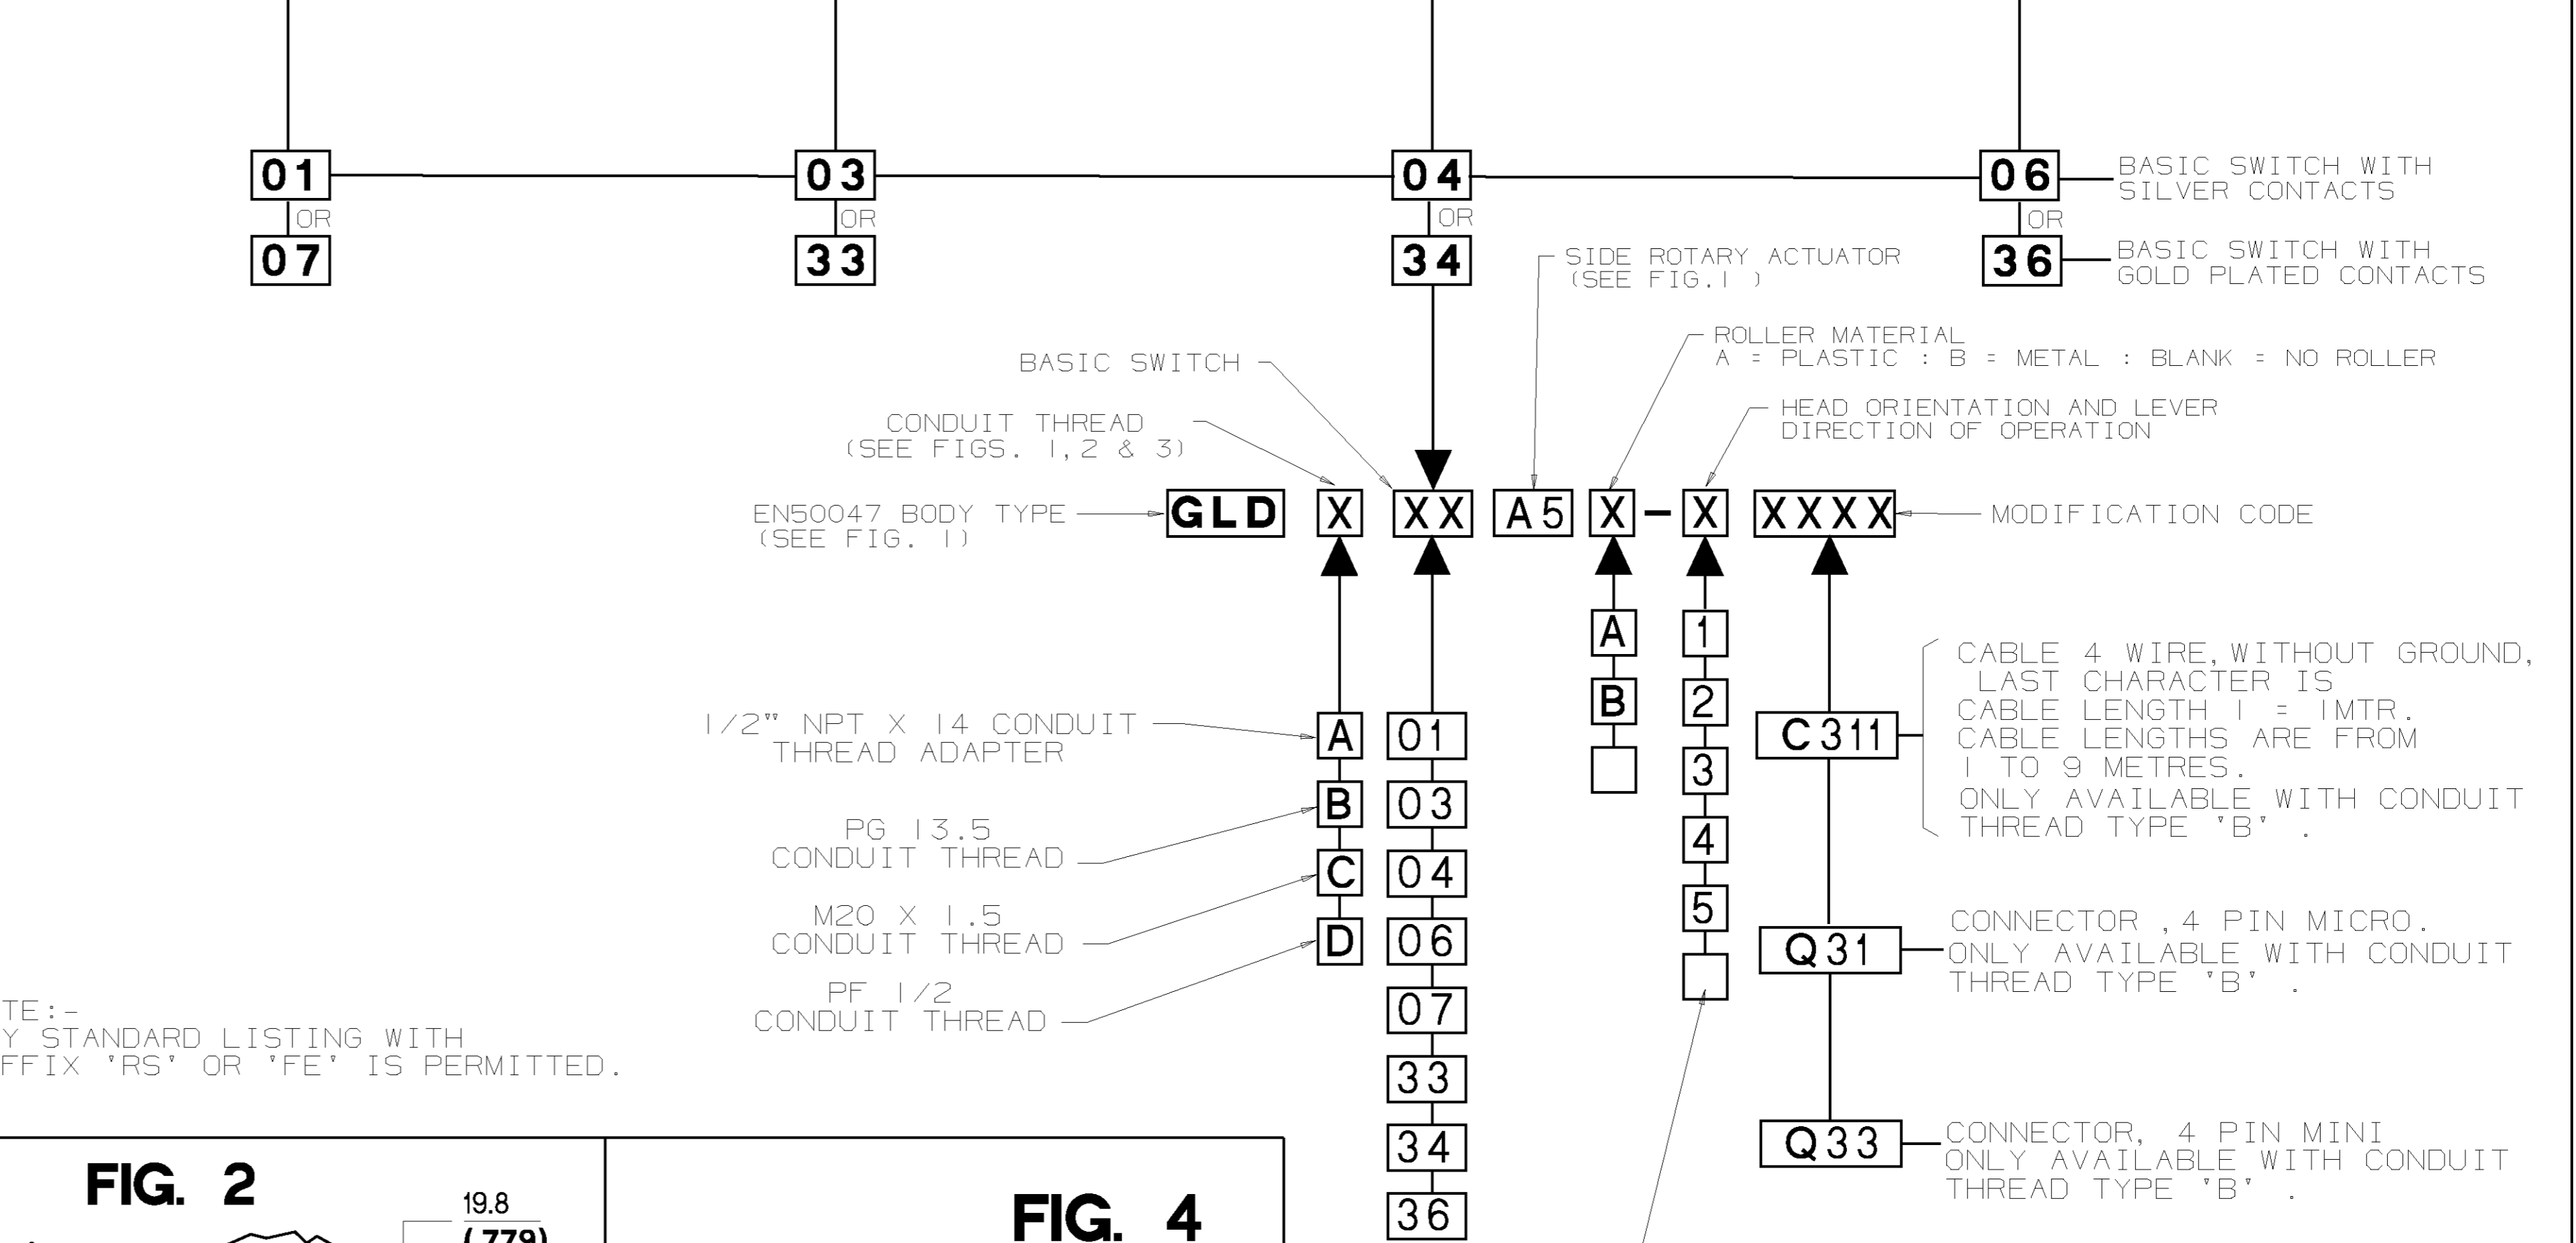 01
03
04
06
BASIC SWITCH WITH
SILVER CONTACTS
OR
OR
OR
OR
07
33
34
36
BASIC SWITCH WITH
GOLD PLATED CONTACTS
SIDE ROTARY ACTUATOR
(SEE FIG.1 )
ROLLER MATERIAL
A = PLASTIC : B = METAL : BLANK = NO ROLLER
BASIC SWITCH
HEAD ORIENTATION AND LEVER
DIRECTION OF OPERATION
CONDUIT THREAD
(SEE FIGS. 1,2 & 3)
EN50047 BODY TYPE
(SEE FIG. 1)
GLD X XX A5 X - X XXXX
MODIFICATION CODE
A
B
1
2
3
4
5
1/2" NPT X 14 CONDUIT
THREAD ADAPTER
PG 13.5
CONDUIT THREAD
M20 X 1.5
CONDUIT THREAD
PF 1/2
CONDUIT THREAD
A
B
C
D
01
03
04
06
07
33
34
36
C311
CABLE 4 WIRE, WITHOUT GROUND,
LAST CHARACTER IS
CABLE LENGTH 1 = 1MTR.
CABLE LENGTHS ARE FROM
1 TO 9 METRES.
ONLY AVAILABLE WITH CONDUIT
THREAD TYPE 'B' .
Q31
CONNECTOR ,4 PIN MICRO.
ONLY AVAILABLE WITH CONDUIT
THREAD TYPE 'B' .
Q33
CONNECTOR, 4 PIN MINI
ONLY AVAILABLE WITH CONDUIT
THREAD TYPE 'B' .
TE:-
Y STANDARD LISTING WITH
FFIX 'RS' OR 'FE' IS PERMITTED.
FIG. 2
19.8
(.779)
FIG. 4